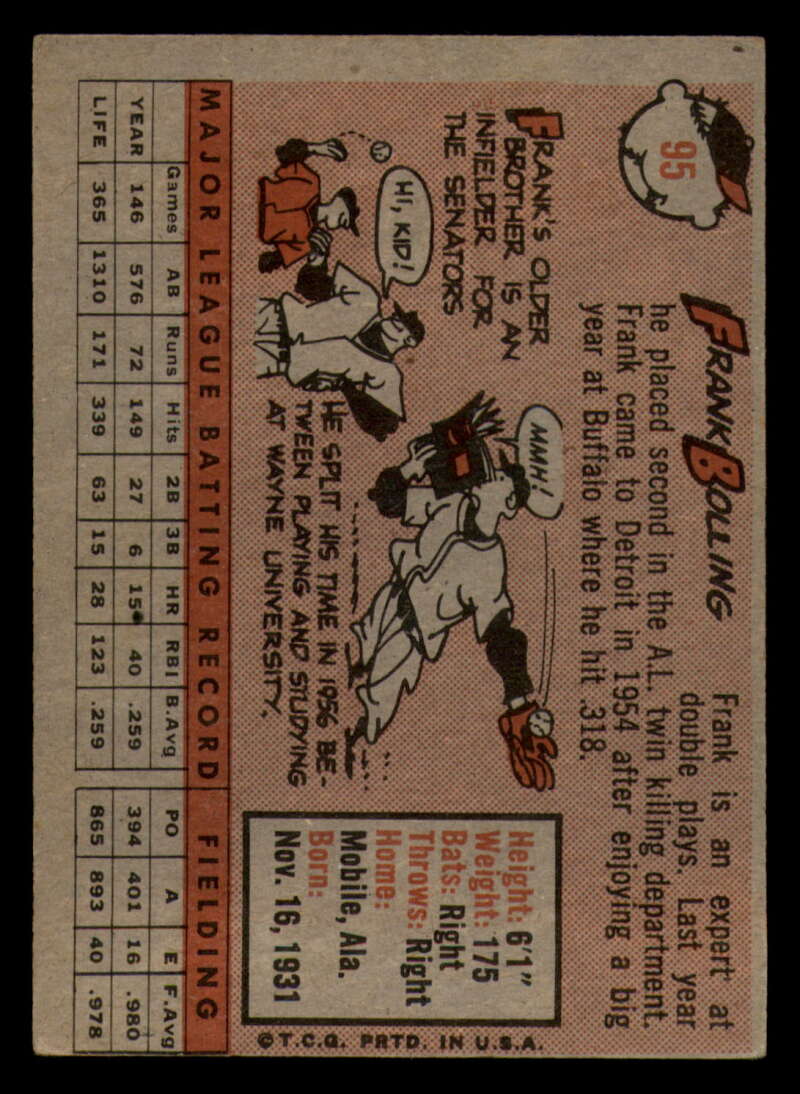 95
FRANK BOLLING
Frank is an expert at
double plays. Last year
he placed second in the A.L. twin killing department.
Frank came to Detroit in 1954 after enjoying a big
year at Buffalo where he hit .318.
FRANK'S OLDER
BROTHER IS AN
INFIELDER FOR
THE SENATORS
HI, KID!
MMH!
HE SPLIT HIS TIME IN 1956 BE-
TWEEN PLAYING AND STUDYING
AT WAYNE UNIVERSITY.
Height: 6'1"
Weight: 175
Bats: Right
Throws: Right
Home:
Mobile, Ala.
Born:
Nov. 16, 1931
©T.C.G. PRTD. IN U.S.A.
MAJOR LEAGUE BATTING RECORD FIELDING
Games AB Runs Hits 2B 3B HR RBI B.Avg PO A E F.Avg
YEAR 146 576 72 149 27 6 15 40 .259 394 401 16 .980
LIFE 365 1310 171 339 63 15 28 123 .259 865 893 40 .978